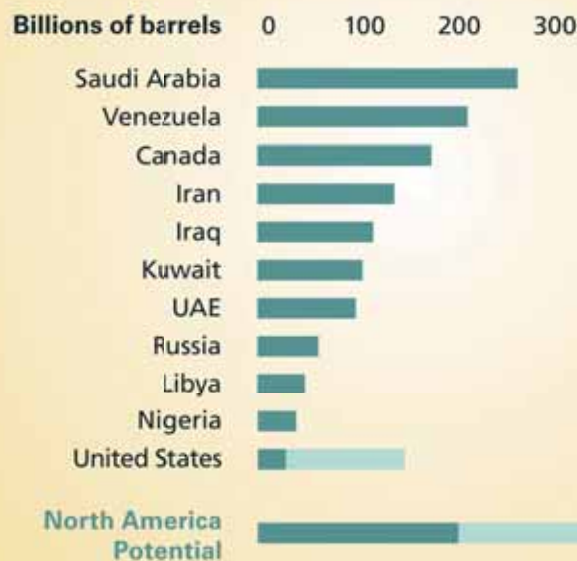 Billions of barrels 0 100 200 300
Saudi Arabia
Venezuela
Canada
Iran
Iraq
Kuwait
UAE
Russia
Libya
Nigeria
United States
North America
Potential